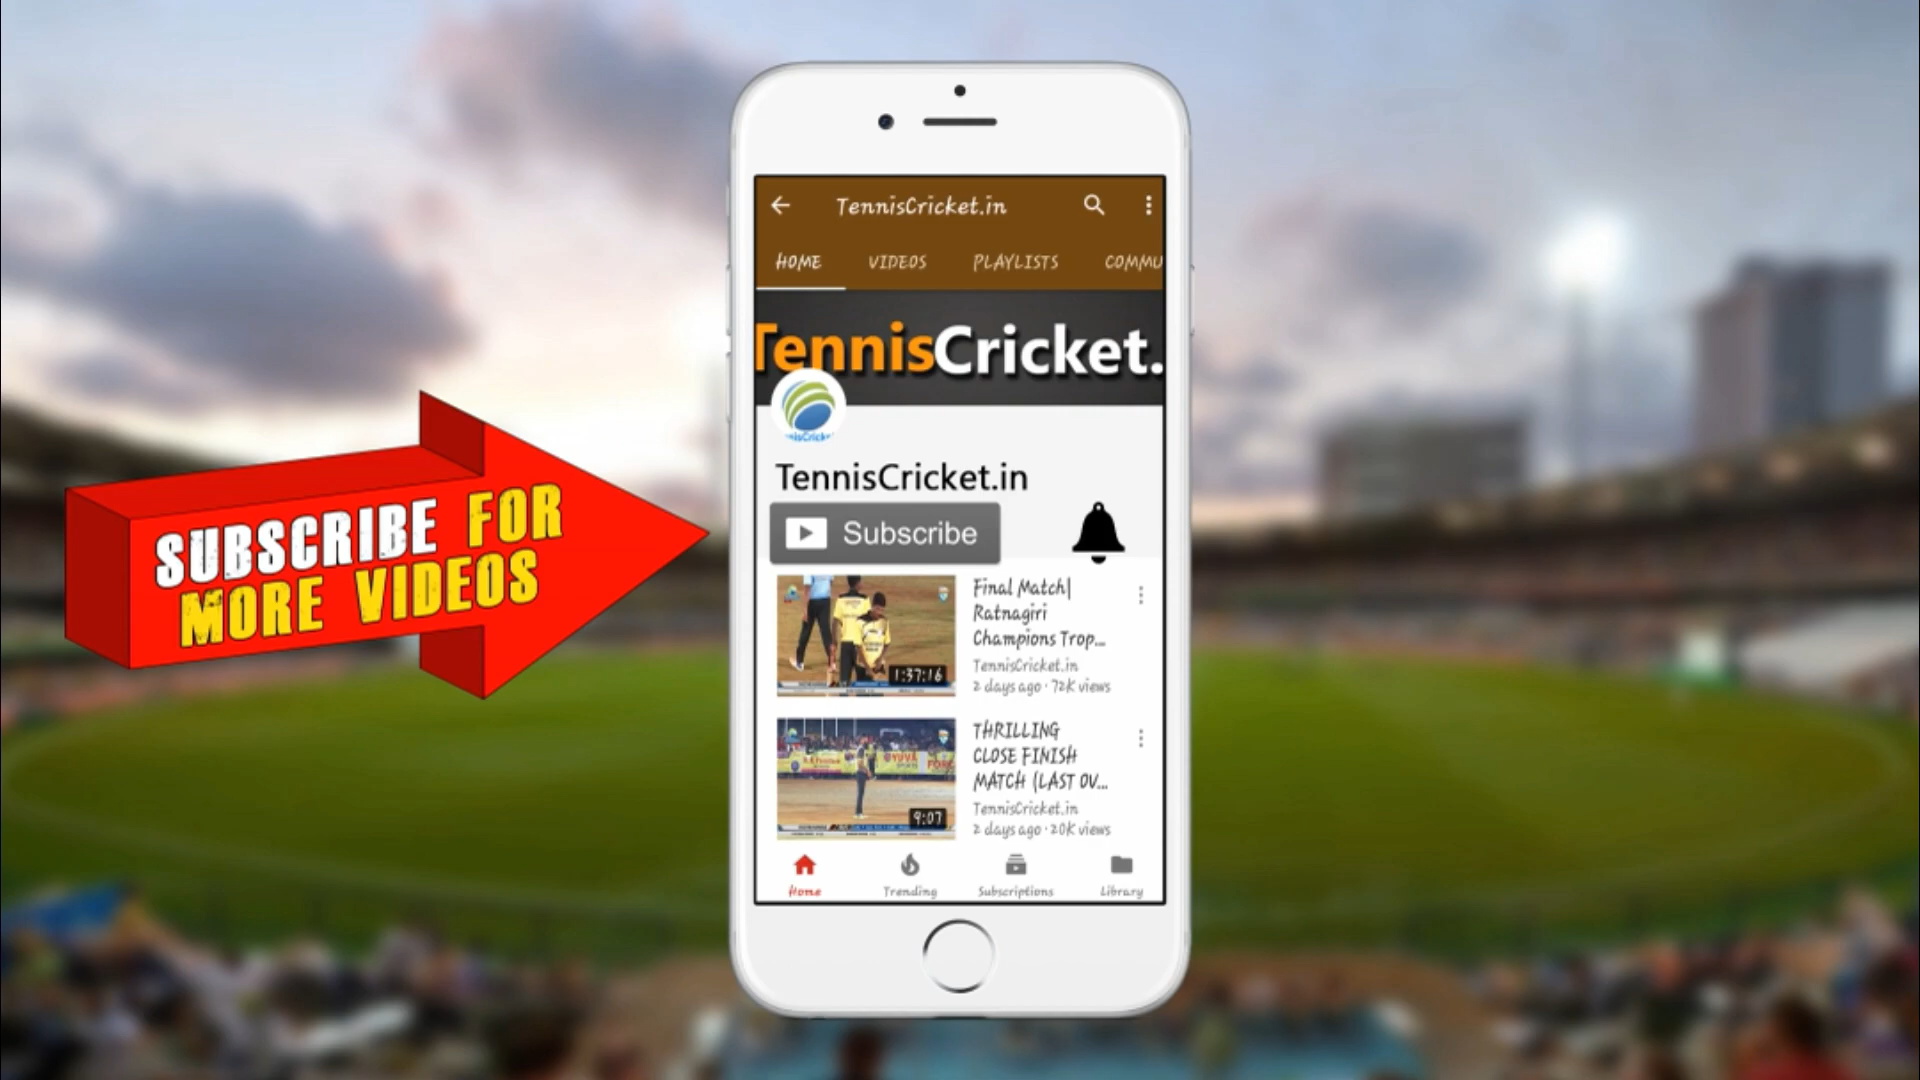 TennisCricket.in
HOME VIDEOS PLAYLISTS COMMU
TennisCricket.
TennisCricket.in
Subscribe
SUBSCRIBE FOR
MORE VIDEOS
Final Match|
Ratnagiri
Champions Trop...
TennisCricket.in
2 days ago · 72K views
1:37:16
THRILLING
CLOSE FINISH
MATCH (LAST OV...
TennisCricket.in
2 days ago · 20K views
YUVA
9:07
Home Trending Subscriptions Library